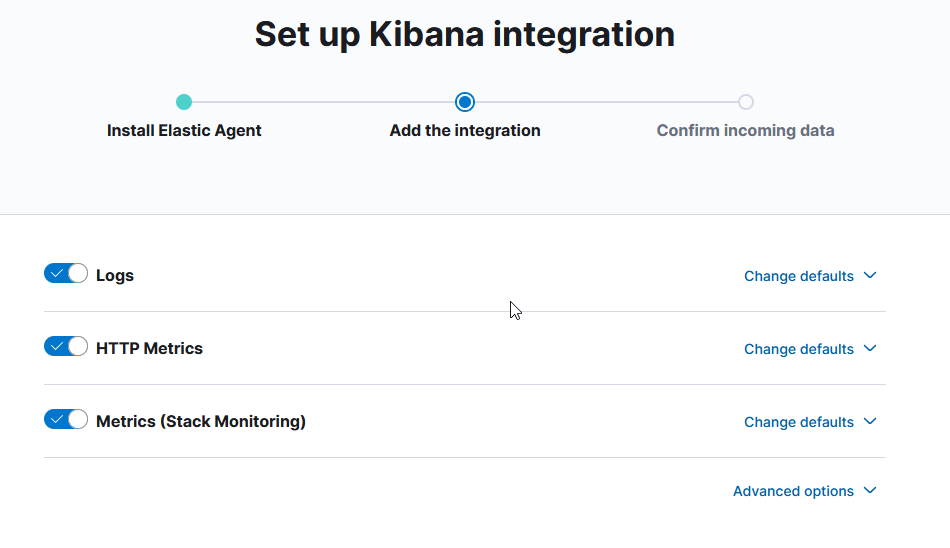 Set up Kibana integration
Install Elastic Agent
Add the integration
Confirm incoming data
Logs
Change defaults
HTTP Metrics
Change defaults
Metrics (Stack Monitoring)
Change defaults
Advanced options